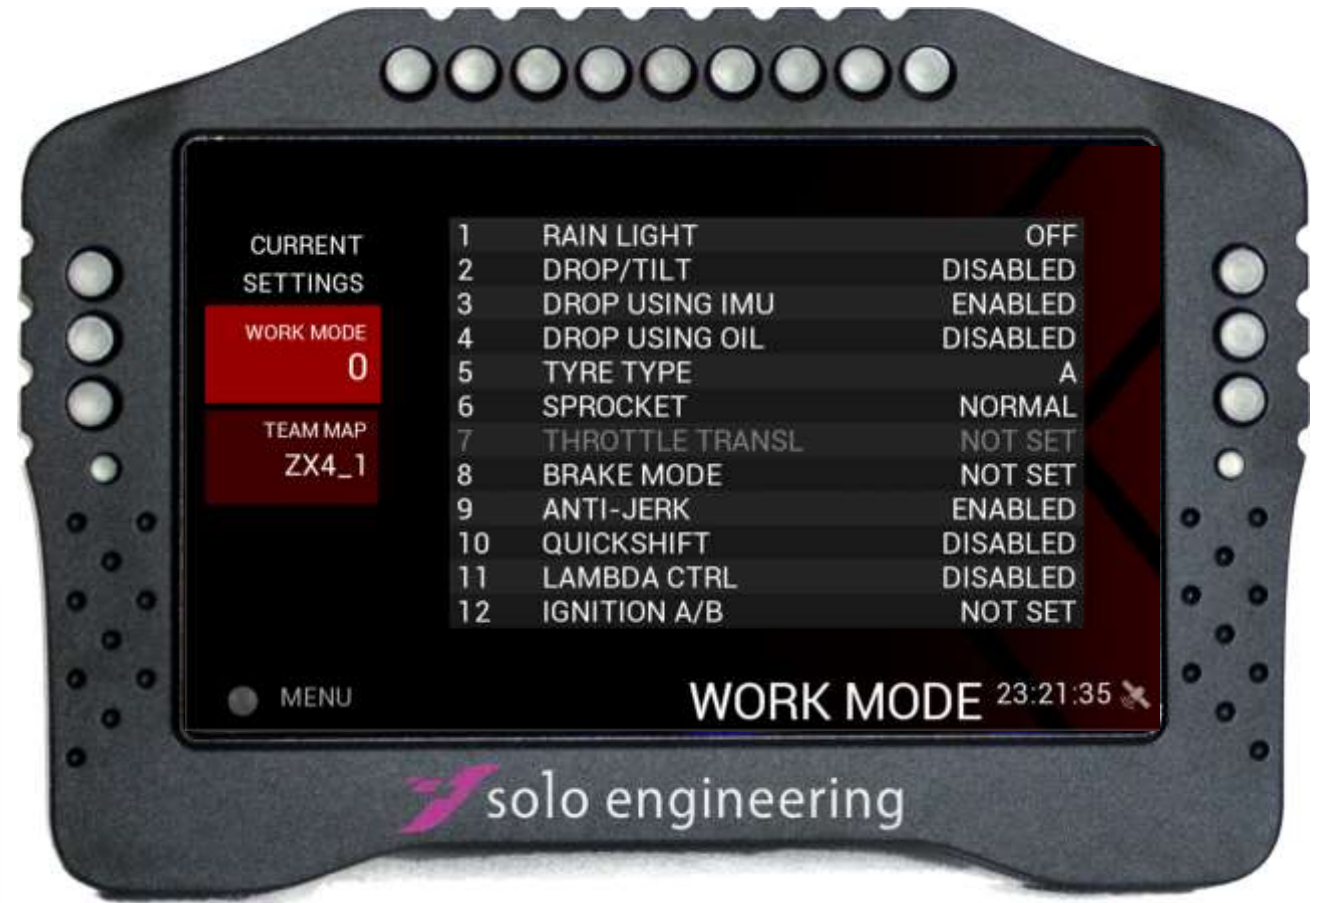 CURRENT
SETTINGS
WORK MODE
0
TEAM MAP
ZX4_1
1 RAIN LIGHT OFF
2 DROP/TILT DISABLED
3 DROP USING IMU ENABLED
4 DROP USING OIL DISABLED
5 TYRE TYPE A
6 SPROCKET NORMAL
7 THROTTLE TRANSL NOT SET
8 BRAKE MODE NOT SET
9 ANTI-JERK ENABLED
10 QUICKSHIFT DISABLED
11 LAMBDA CTRL DISABLED
12 IGNITION A/B NOT SET
MENU
WORK MODE 23:21:35
solo engineering